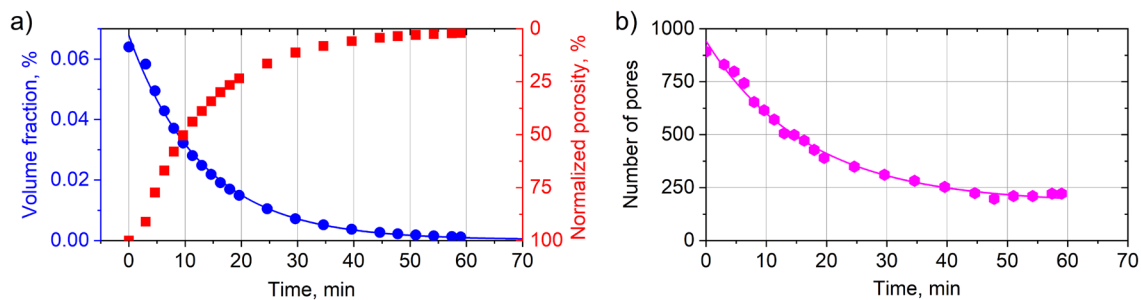 a)
Volume fraction, %
0.06
0.04
0.02
0.00
0 10 20 30 40 50 60 70
Time, min
0
25
50
75
100
Normalized porosity, %
b)
Number of pores
1000
750
500
250
0
0 10 20 30 40 50 60 70
Time, min